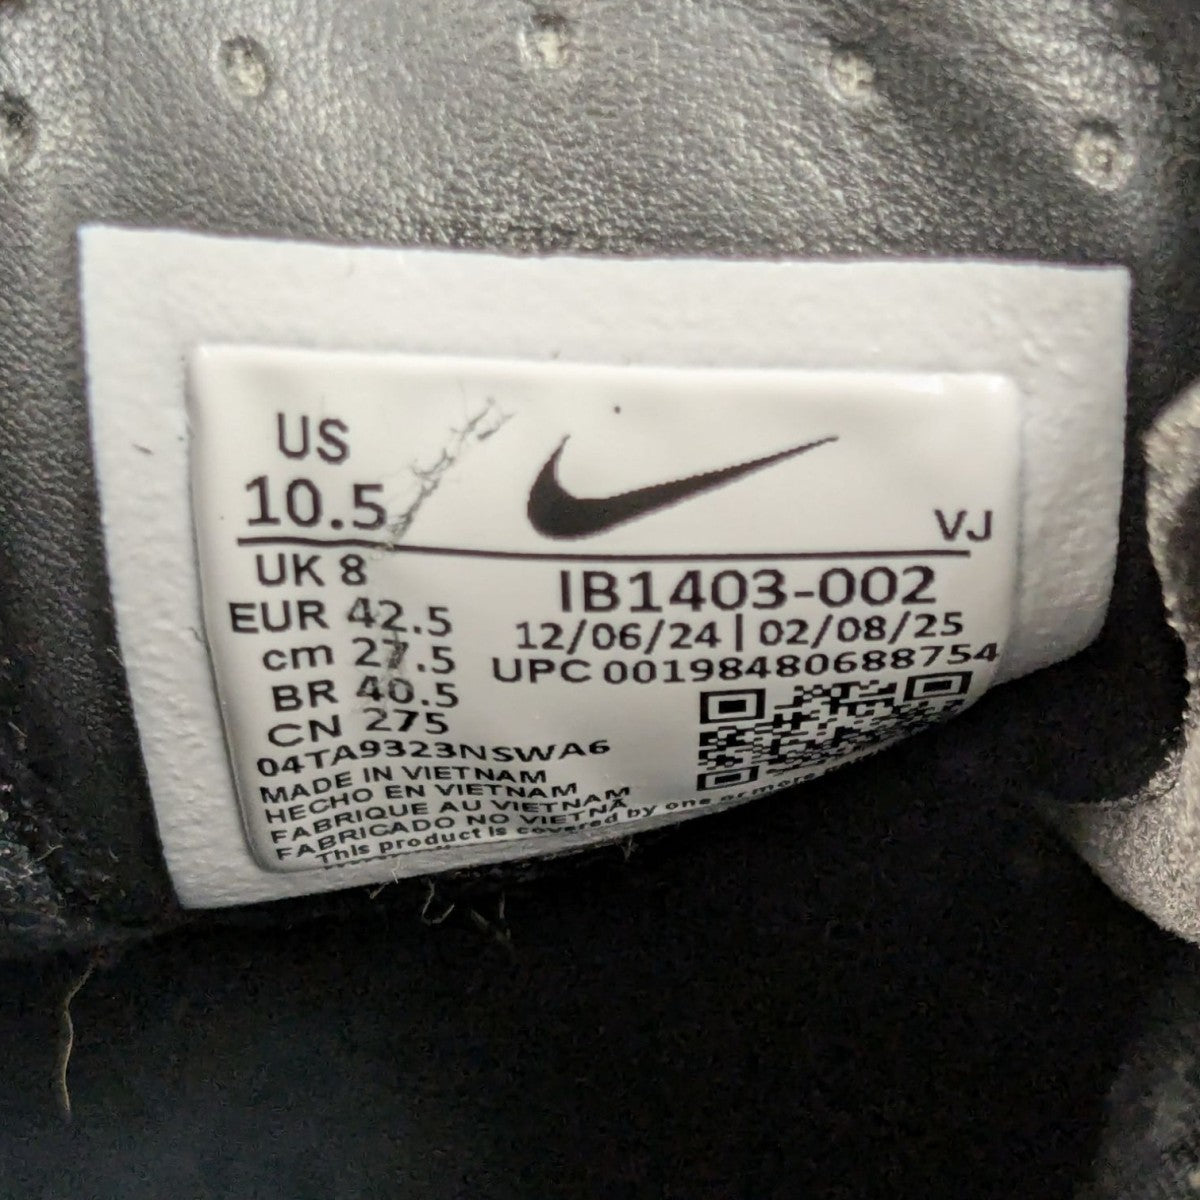 US
10.5
VJ
UK 8
IB1403-002
EUR 42.5
12/06/24 | 02/08/25
cm 27.5
UPC 00198480688754
BR 40.5
CN 275
04TA9323NSWA6
MADE IN VIETNAM
HECHO EN VIETNAM
FABRIQUE AU VIETNAM
FABRICADO NO VIETNÃ
This product is covered by one or more